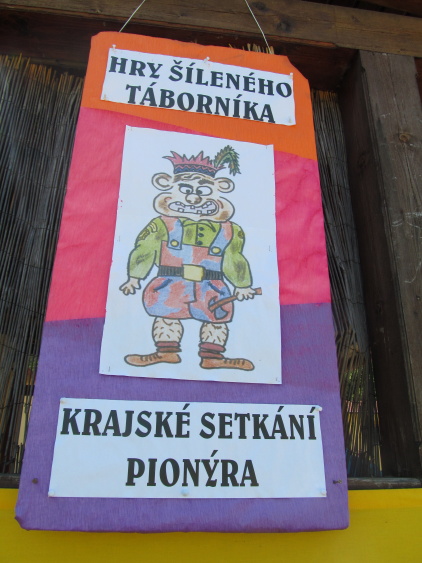 HRY ŠÍLENÉHO
TÁBORNÍKA
KRAJSKÉ SETKÁNÍ
PIONÝRA